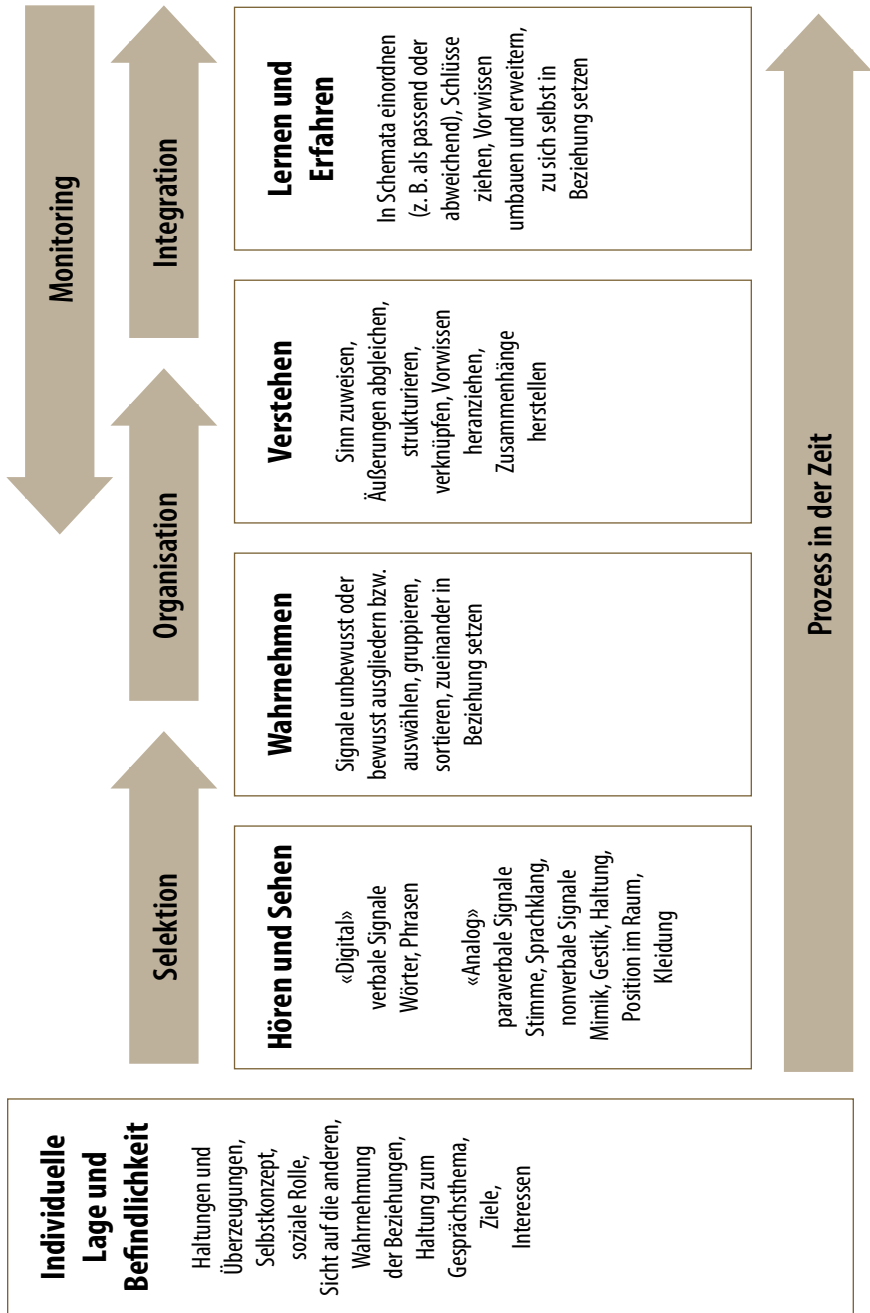 Individuelle
Lage und
Befindlichkeit
Haltungen und
Überzeugungen,
Selbstkonzept,
soziale Rolle,
Sicht auf die anderen,
Wahrnehmung
der Beziehungen,
Haltung zum
Gesprächsthema,
Ziele,
Interessen
Monitoring
Selektion
Organisation
Integration
Hören und Sehen
«Digital»
verbale Signale
Wörter, Phrasen
«Analog»
paraverbale Signale
Stimme, Sprachklang,
nonverbale Signale
Mimik, Gestik, Haltung,
Position im Raum,
Kleidung
Wahrnehmen
Signale unbewusst oder
bewusst ausgliedern bzw.
auswählen, gruppieren,
sortieren, zueinander in
Beziehung setzen
Verstehen
Sinn zuweisen,
Äußerungen abgleichen,
strukturieren,
verknüpfen, Vorwissen
heranziehen,
Zusammenhänge
herstellen
Lernen und
Erfahren
In Schemata einordnen
(z. B. als passend oder
abweichend), Schlüsse
ziehen, Vorwissen
umbauen und erweitern,
zu sich selbst in
Beziehung setzen
Prozess in der Zeit